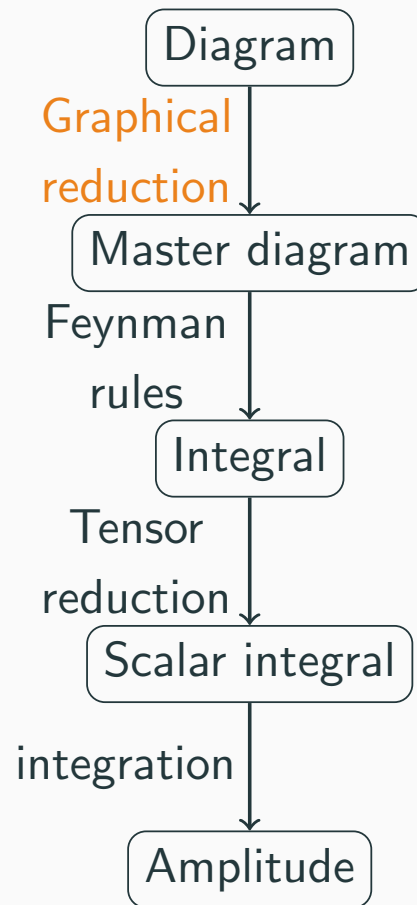 Diagram
Graphical
reduction
Master diagram
Feynman
rules
Integral
Tensor
reduction
Scalar integral
integration
Amplitude